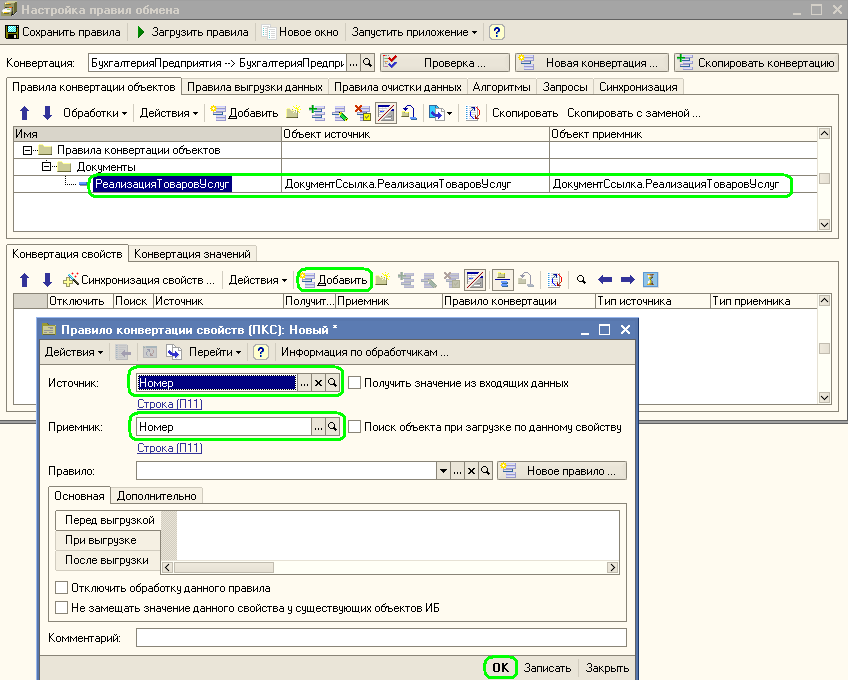 Настройка правил обмена
Сохранить правила Загрузить правила Новое окно Запустить приложение ?
Конвертация: БухгалтерияПредприятия --> БухгалтерияПредпри ... Проверка ... Новая конвертация ... Скопировать конвертацию
Правила конвертации объектов Правила выгрузки данных Правила очистки данных Алгоритмы Запросы Синхронизация
Обработки Действия Добавить Скопировать Скопировать с заменой ...
Имя Объект источник Объект приемник
Правила конвертации объектов
Документы
РеализацияТоваровУслуг ДокументСсылка.РеализацияТоваровУслуг ДокументСсылка.РеализацияТоваровУслуг
Конвертация свойств Конвертация значений
Синхронизация свойств ... Действия Добавить
Отключить Поиск Источник Получит... Приемник Правило конвертации Тип источника Тип приемника
Правило конвертации свойств (ПКС): Новый *
Действия Перейти ? Информация по обработчикам ...
Источник: Номер ... Получить значение из входящих данных
Строка (П11)
Приемник: Номер ... Поиск объекта при загрузке по данному свойству
Строка (П11)
Правило: ... Новое правило ...
Основная Дополнительно
Перед выгрузкой
При выгрузке
После выгрузки
Отключить обработку данного правила
Не замещать значение данного свойства у существующих объектов ИБ
Комментарий:
OK Записать Закрыть